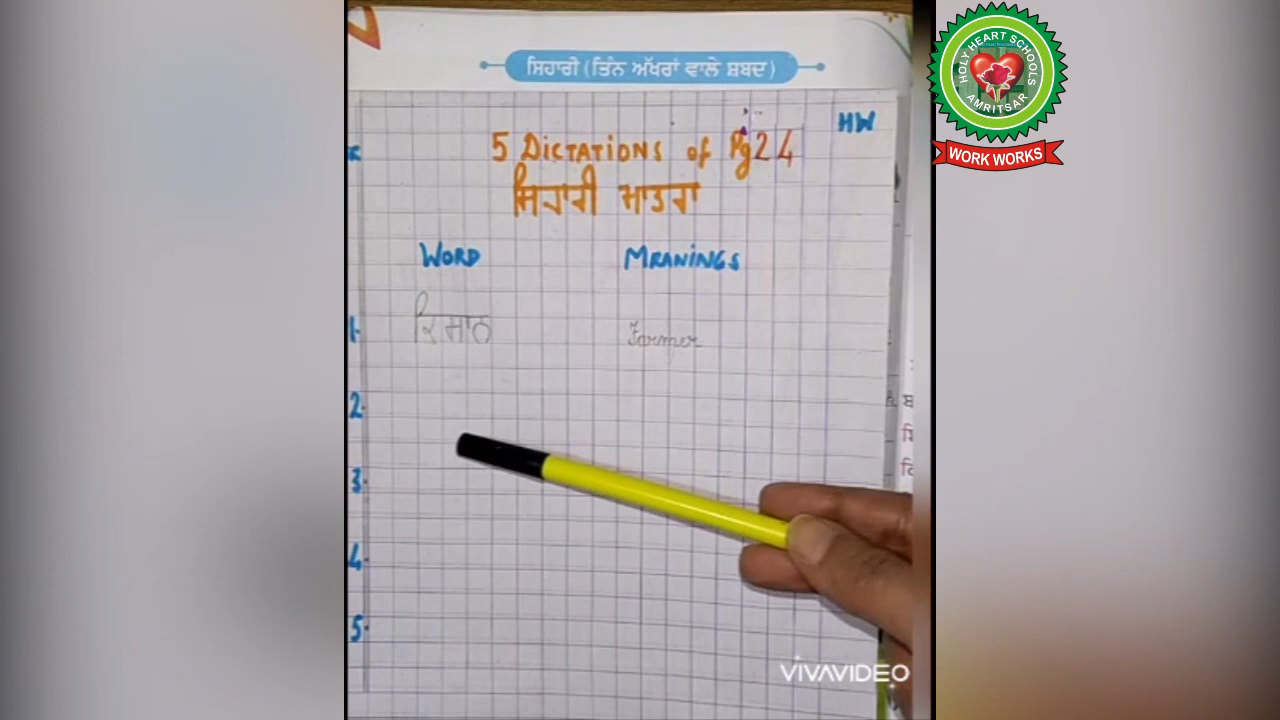 ਸਿਹਾਰੀ (ਤਿੰਨ ਅੱਖਰਾਂ ਵਾਲੇ ਸ਼ਬਦ)
HW
5 DICTATIONS of Pg 24
ਸਿਹਾਰੀ ਮਾਤਰਾ
WORD MRANINGS
1. ਕਿਸਾਨ Farmer
2.
3.
4.
5.
HOLY HEART SCHOOLS
AMRITSAR
WORK WORKS
VIVAVIDEO